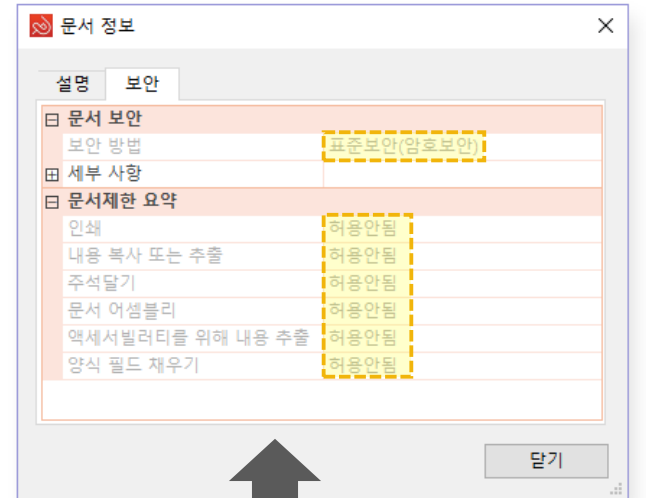 문서 정보
설명 보안
문서 보안
보안 방법 표준보안(암호보안)
세부 사항
문서제한 요약
인쇄 허용안됨
내용 복사 또는 추출 허용안됨
주석달기 허용안됨
문서 어셈블리 허용안됨
액세서빌러티를 위해 내용 추출 허용안됨
양식 필드 채우기 허용안됨
닫기